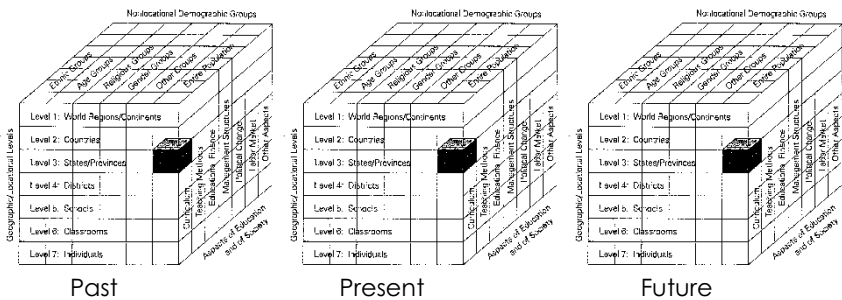 Nonlocational Demographic Groups
Ethnic Groups
Age Groups
Religious Groups
Gender Groups
Other Groups
Entire Population
Geographic/Locational Levels
Level 1: World Regions/Continents
Level 2: Countries
Level 3: States/Provinces
Level 4: Districts
Level 5: Schools
Level 6: Classrooms
Level 7: Individuals
Curriculum
Teaching Methods
Educational Finance
Management Structures
Political Change
Labor Market
Other Aspects
Aspects of Education
and of Society
Past
Nonlocational Demographic Groups
Ethnic Groups
Age Groups
Religious Groups
Gender Groups
Other Groups
Entire Population
Geographic/Locational Levels
Level 1: World Regions/Continents
Level 2: Countries
Level 3: States/Provinces
Level 4: Districts
Level 5: Schools
Level 6: Classrooms
Level 7: Individuals
Curriculum
Teaching Methods
Educational Finance
Management Structures
Political Change
Labor Market
Other Aspects
Aspects of Education
and of Society
Present
Nonlocational Demographic Groups
Ethnic Groups
Age Groups
Religious Groups
Gender Groups
Other Groups
Entire Population
Geographic/Locational Levels
Level 1: World Regions/Continents
Level 2: Countries
Level 3: States/Provinces
Level 4: Districts
Level 5: Schools
Level 6: Classrooms
Level 7: Individuals
Curriculum
Teaching Methods
Educational Finance
Management Structures
Political Change
Labor Market
Other Aspects
Aspects of Education
and of Society
Future